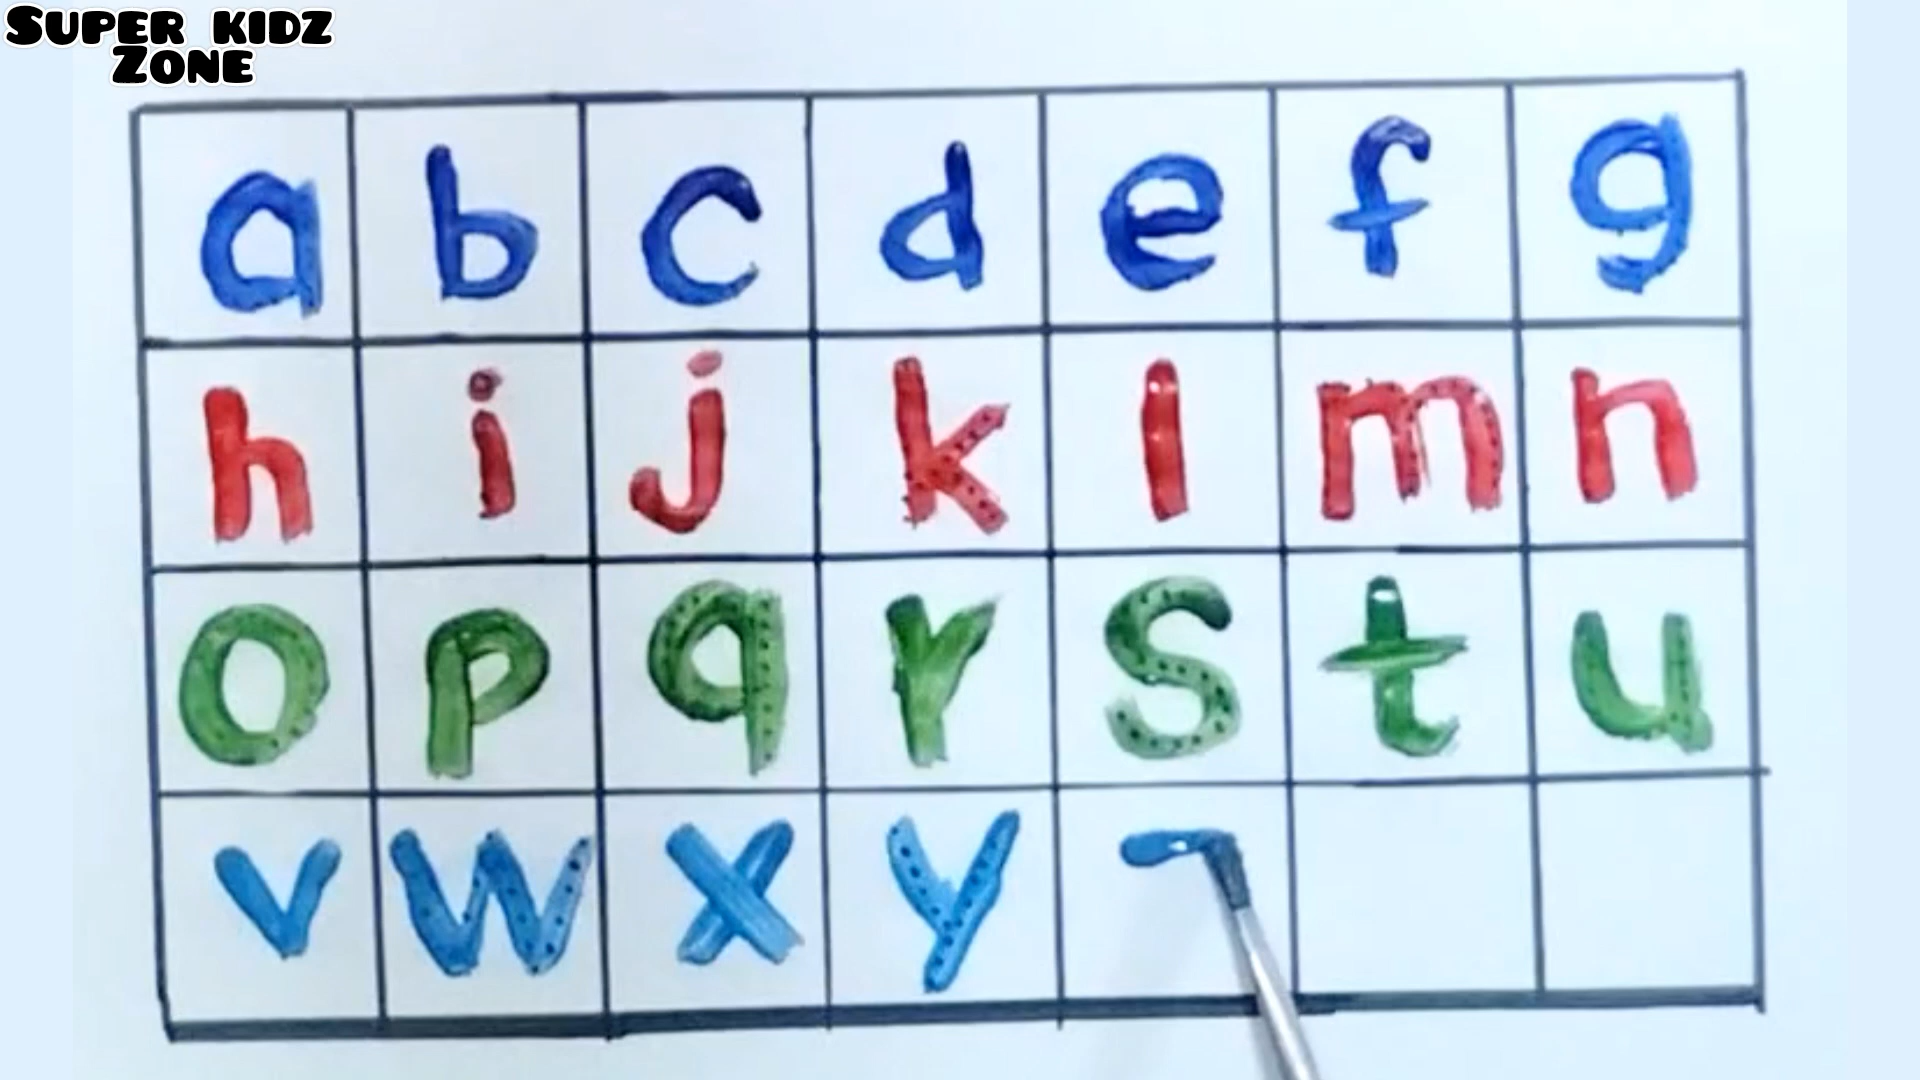 SUPER KIDZ
ZONE
a b c d e f g
h i j k l m n
o p q r s t u
v w x y